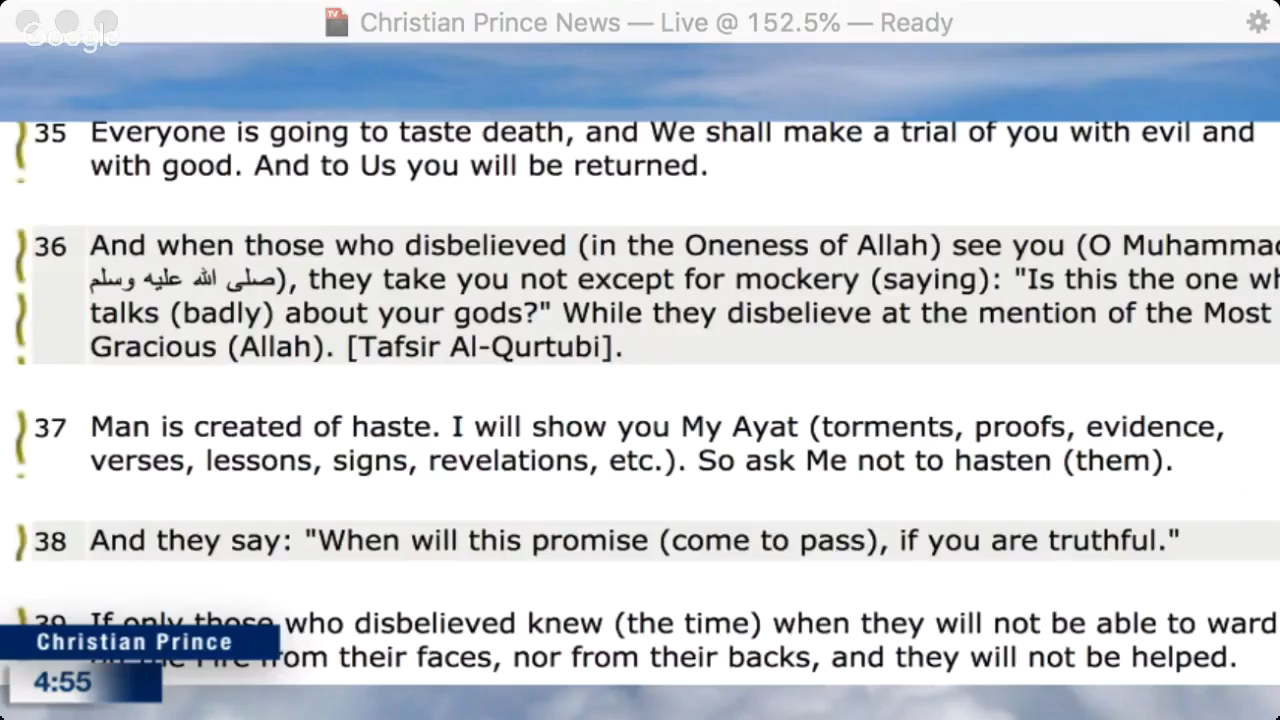 Google
TV
Christian Prince News — Live @ 152.5% — Ready
35 Everyone is going to taste death, and We shall make a trial of you with evil and
with good. And to Us you will be returned.
36 And when those who disbelieved (in the Oneness of Allah) see you (O Muhammad
صلى الله عليه وسلم), they take you not except for mockery (saying): "Is this the one wh
talks (badly) about your gods?" While they disbelieve at the mention of the Most
Gracious (Allah). [Tafsir Al-Qurtubi].
37 Man is created of haste. I will show you My Ayat (torments, proofs, evidence,
verses, lessons, signs, revelations, etc.). So ask Me not to hasten (them).
38 And they say: "When will this promise (come to pass), if you are truthful."
39 If only those who disbelieved knew (the time) when they will not be able to ward
the Fire from their faces, nor from their backs, and they will not be helped.
Christian Prince
4:55